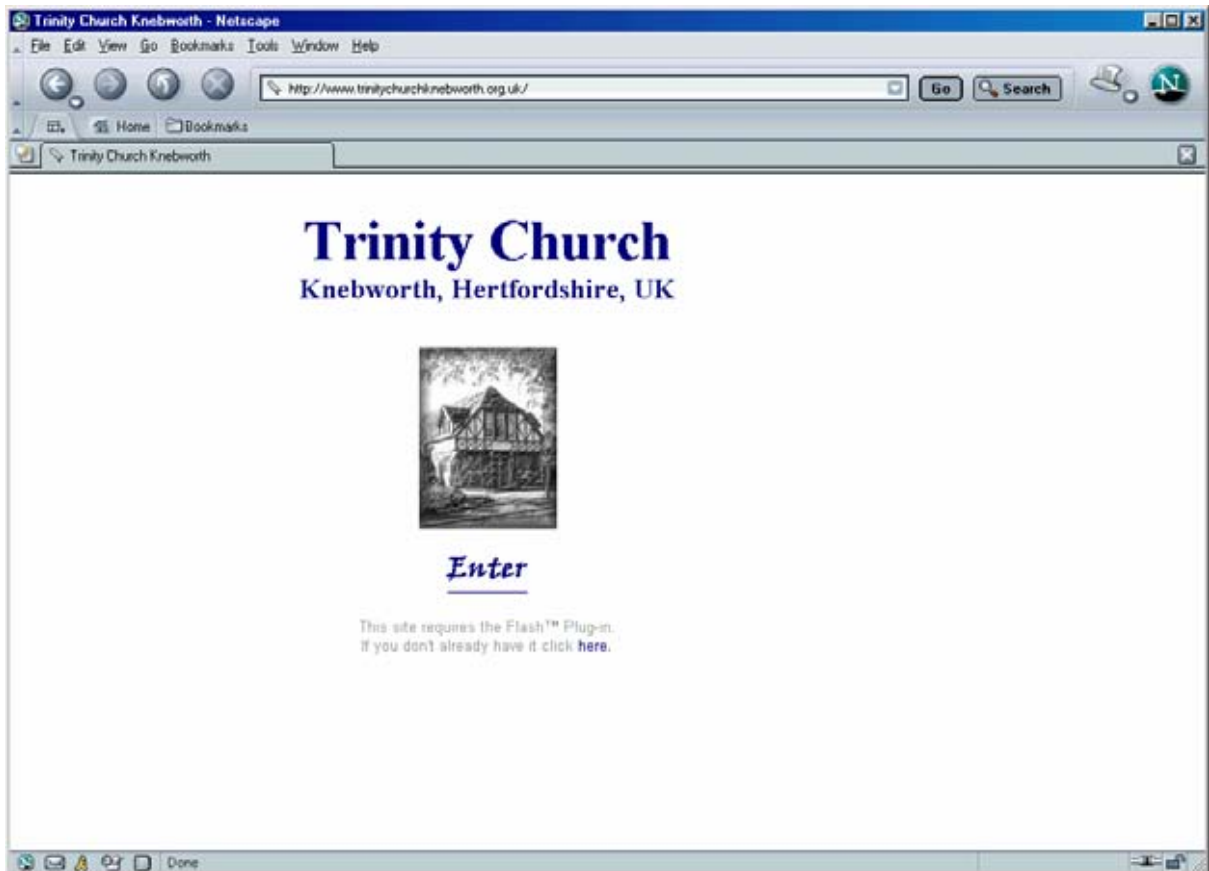 Trinity Church Knebworth - Netscape
File Edit View Go Bookmarks Tools Window Help
http://www.trinitychurchknebworth.org.uk/ Go Search N
Home Bookmarks
Trinity Church Knebworth
Trinity Church
Knebworth, Hertfordshire, UK
Enter
This site requires the Flash™ Plug-in.
If you don't already have it click here.
Done